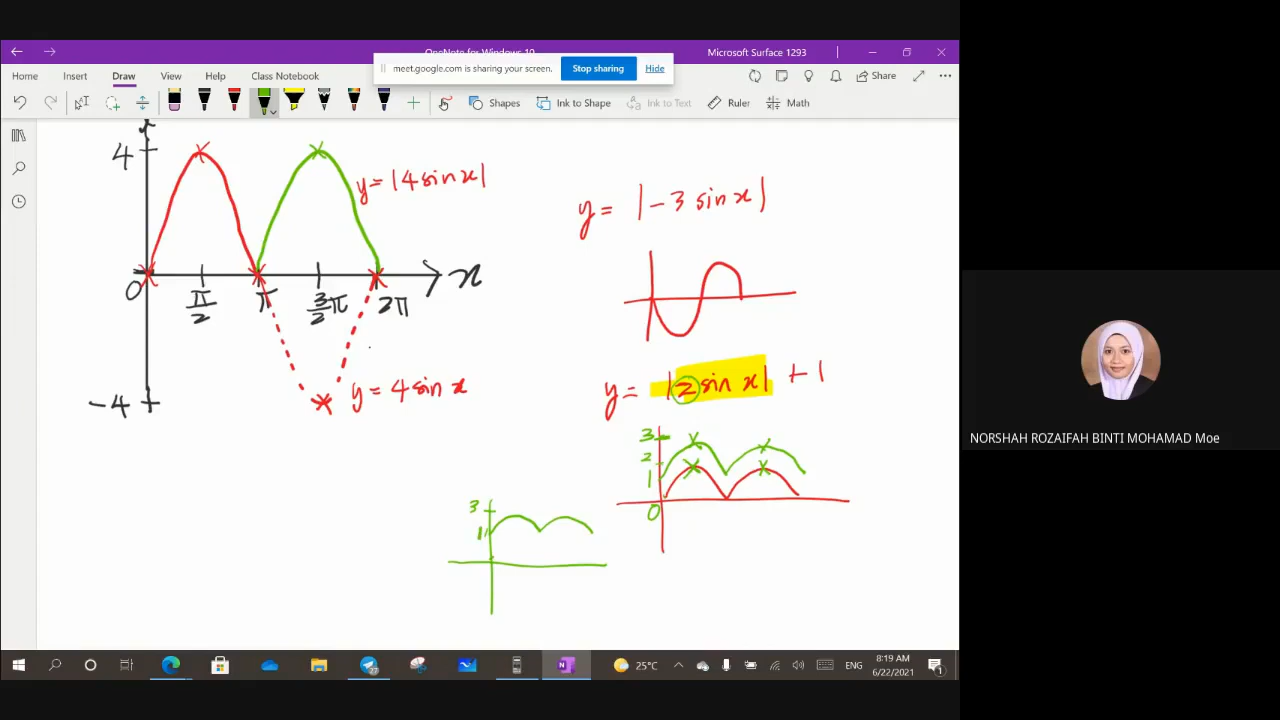 OneNote for Windows 10
Microsoft Surface 1293
meet.google.com is sharing your screen.
Stop sharing
Hide
Home
Insert
Draw
View
Help
Class Notebook
Share
Shapes
Ink to Shape
Ink to Text
Ruler
Math
y
4
y = |4 sin x|
0
π/2
π
3/2 π
2π
x
-4
y = 4 sin x
y = |-3 sin x|
y = |2 sin x| + 1
3
2
1
0
3
1
NORSHAH ROZAIFAH BINTI MOHAMAD Moe
27
25°C
ENG
8:19 AM
6/22/2021
1